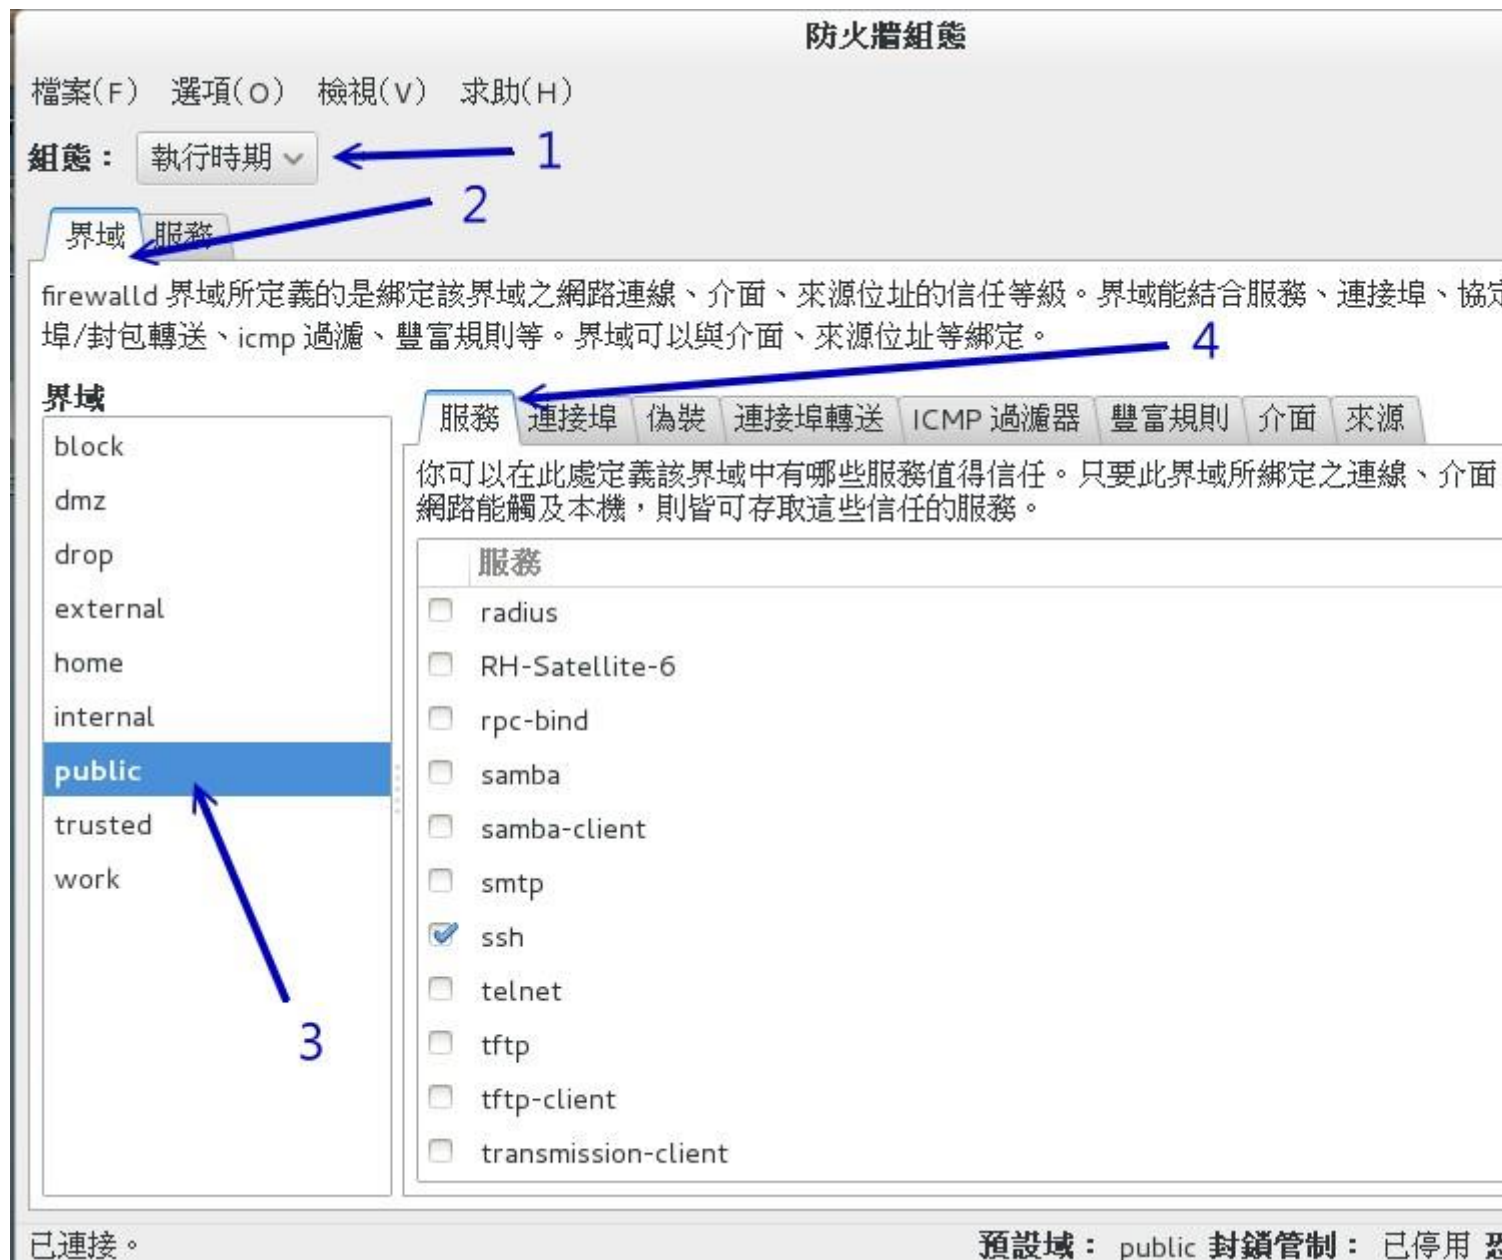 防火牆組態
檔案(F) 選項(O) 檢視(V) 求助(H)
組態： 執行時期 1
2
界域 服務
firewalld 界域所定義的是綁定該界域之網路連線、介面、來源位址的信任等級。界域能結合服務、連接埠、協定
埠/封包轉送、icmp 過濾、豐富規則等。界域可以與介面、來源位址等綁定。
4
界域
服務 連接埠 偽裝 連接埠轉送 ICMP 過濾器 豐富規則 介面 來源
你可以在此處定義該界域中有哪些服務值得信任。只要此界域所綁定之連線、介面
網路能觸及本機，則皆可存取這些信任的服務。
block
dmz
drop
external
home
internal
public
trusted
work
3
服務
radius
RH-Satellite-6
rpc-bind
samba
samba-client
smtp
ssh
telnet
tftp
tftp-client
transmission-client
已連接。 預設域： public 封鎖管制： 已停用